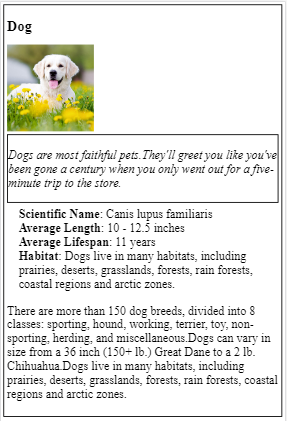 Dog
Dogs are most faithful pets.They'll greet you like you've
been gone a century when you only went out for a five-
minute trip to the store.
Scientific Name: Canis lupus familiaris
Average Length: 10 - 12.5 inches
Average Lifespan: 11 years
Habitat: Dogs live in many habitats, including
prairies, deserts, grasslands, forests, rain forests,
coastal regions and arctic zones.
There are more than 150 dog breeds, divided into 8
classes: sporting, hound, working, terrier, toy, non-
sporting, herding, and miscellaneous.Dogs can vary in
size from a 36 inch (150+ lb.) Great Dane to a 2 lb.
Chihuahua.Dogs live in many habitats, including
prairies, deserts, grasslands, forests, rain forests, coastal
regions and arctic zones.